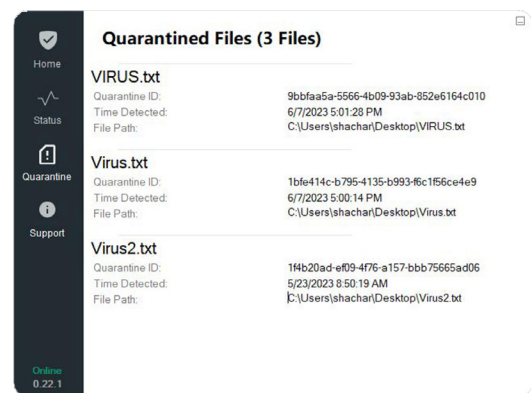 Quarantined Files (3 Files)
Home
Status
Quarantine
Support
Online
0.22.1
VIRUS.txt
Quarantine ID: 9bbfaa5a-5566-4b09-93ab-852e6164c010
Time Detected: 6/7/2023 5:01:28 PM
File Path: C:\Users\shachar\Desktop\VIRUS.txt
Virus.txt
Quarantine ID: 1bfe414c-b795-4135-b993-f6c1f56ce4e9
Time Detected: 6/7/2023 5:00:14 PM
File Path: C:\Users\shachar\Desktop\Virus.txt
Virus2.txt
Quarantine ID: 1f4b20ad-ef09-4f76-a157-bbb75665ad06
Time Detected: 5/23/2023 8:50:19 AM
File Path: C:\Users\shachar\Desktop\Virus2.txt